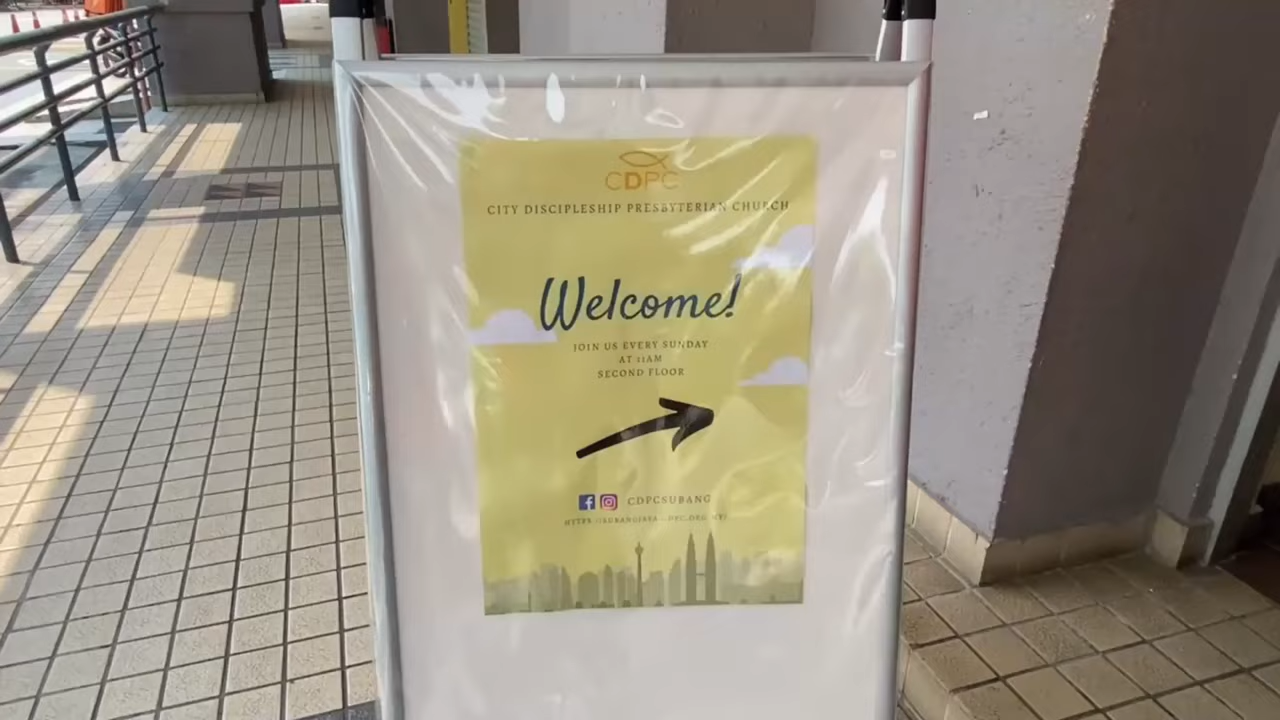 CDPC
CITY DISCIPLESHIP PRESBYTERIAN CHURCH
Welcome!
JOIN US EVERY SUNDAY
AT 11AM
SECOND FLOOR
CDPCSUBANG